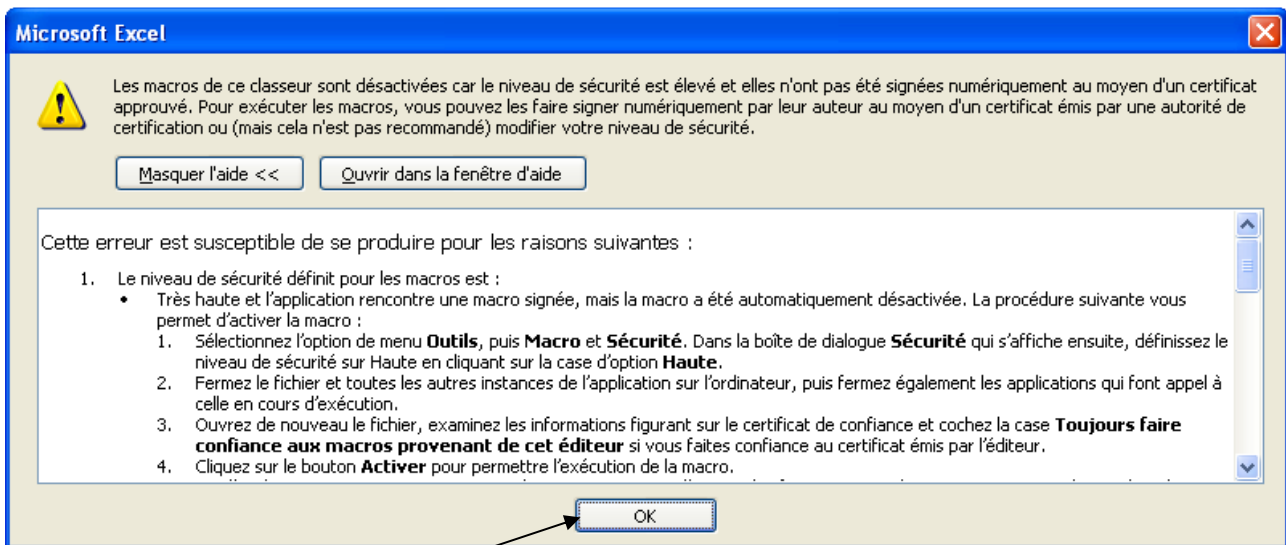 Microsoft Excel
Les macros de ce classeur sont désactivées car le niveau de sécurité est élevé et elles n'ont pas été signées numériquement au moyen d'un certificat
approuvé. Pour exécuter les macros, vous pouvez les faire signer numériquement par leur auteur au moyen d'un certificat émis par une autorité de
certification ou (mais cela n'est pas recommandé) modifier votre niveau de sécurité.
Masquer l'aide << Ouvrir dans la fenêtre d'aide
Cette erreur est susceptible de se produire pour les raisons suivantes :
1. Le niveau de sécurité définit pour les macros est :
• Très haute et l'application rencontre une macro signée, mais la macro a été automatiquement désactivée. La procédure suivante vous
permet d'activer la macro :
1. Sélectionnez l'option de menu Outils, puis Macro et Sécurité. Dans la boîte de dialogue Sécurité qui s'affiche ensuite, définissez le
niveau de sécurité sur Haute en cliquant sur la case d'option Haute.
2. Fermez le fichier et toutes les autres instances de l'application sur l'ordinateur, puis fermez également les applications qui font appel à
celle en cours d'exécution.
3. Ouvrez de nouveau le fichier, examinez les informations figurant sur le certificat de confiance et cochez la case Toujours faire
confiance aux macros provenant de cet éditeur si vous faites confiance au certificat émis par l'éditeur.
4. Cliquez sur le bouton Activer pour permettre l'exécution de la macro.
OK